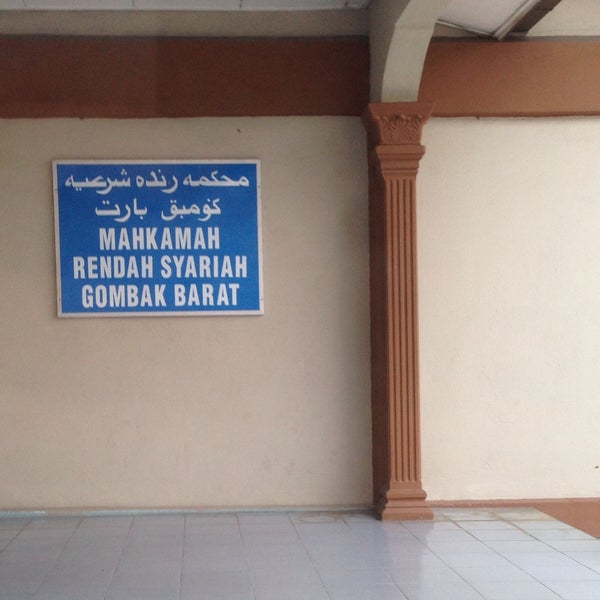 محكمه رنده شرعيه
ݢومبق بارت
MAHKAMAH
RENDAH SYARIAH
GOMBAK BARAT